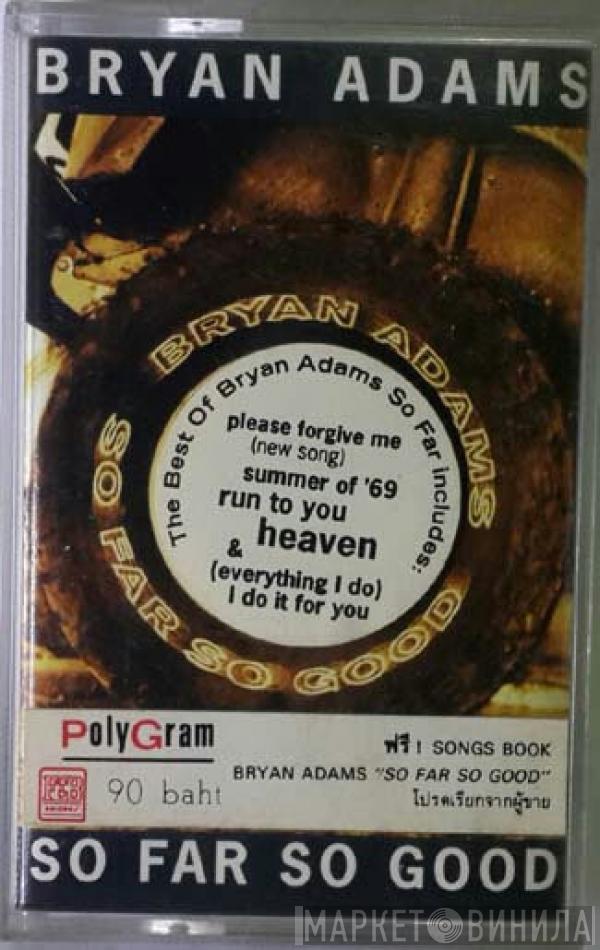 BRYAN ADAMS
BRYAN ADAMS
The Best Of Bryan Adams So Far includes:
please forgive me
(new song)
summer of '69
run to you
& heaven
(everything I do)
I do it for you
SO FAR SO GOOD
PolyGram
ฟรี ! SONGS BOOK
BRYAN ADAMS "SO FAR SO GOOD"
90 baht
โปรดเรียกจากผู้ขาย
SO FAR SO GOOD
МАРКЕТ ВИНИЛА